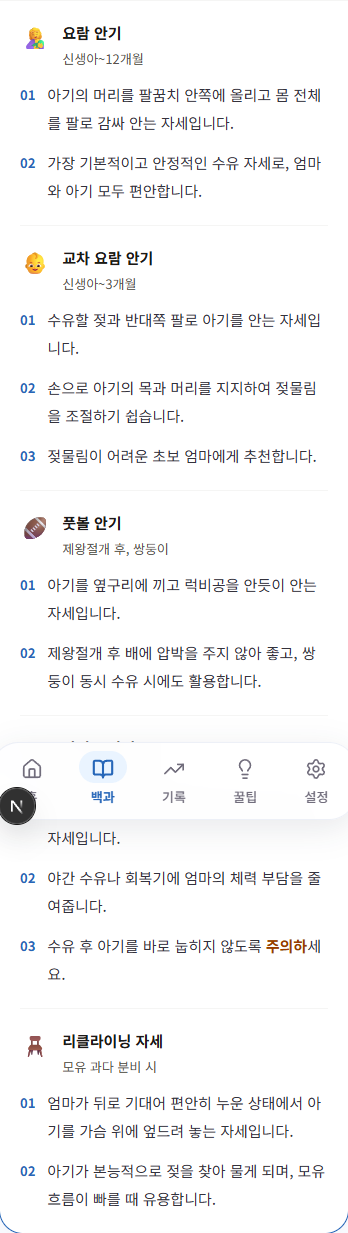 요람 안기
신생아~12개월
01 아기의 머리를 팔꿈치 안쪽에 올리고 몸 전체
를 팔로 감싸 안는 자세입니다.
02 가장 기본적이고 안정적인 수유 자세로, 엄마
와 아기 모두 편안합니다.
교차 요람 안기
신생아~3개월
01 수유할 젖과 반대쪽 팔로 아기를 안는 자세입
니다.
02 손으로 아기의 목과 머리를 지지하여 젖물림
을 조절하기 쉽습니다.
03 젖물림이 어려운 초보 엄마에게 추천합니다.
풋볼 안기
제왕절개 후, 쌍둥이
01 아기를 옆구리에 끼고 럭비공을 안듯이 안는
자세입니다.
02 제왕절개 후 배에 압박을 주지 않아 좋고, 쌍
둥이 동시 수유 시에도 활용합니다.
백과 기록 꿀팁 설정
N
자세입니다.
02 야간 수유나 회복기에 엄마의 체력 부담을 줄
여줍니다.
03 수유 후 아기를 바로 눕히지 않도록 주의하세
요.
리클라이닝 자세
모유 과다 분비 시
01 엄마가 뒤로 기대어 편안히 누운 상태에서 아
기를 가슴 위에 엎드려 놓는 자세입니다.
02 아기가 본능적으로 젖을 찾아 물게 되며, 모유
흐름이 빠를 때 유용합니다.